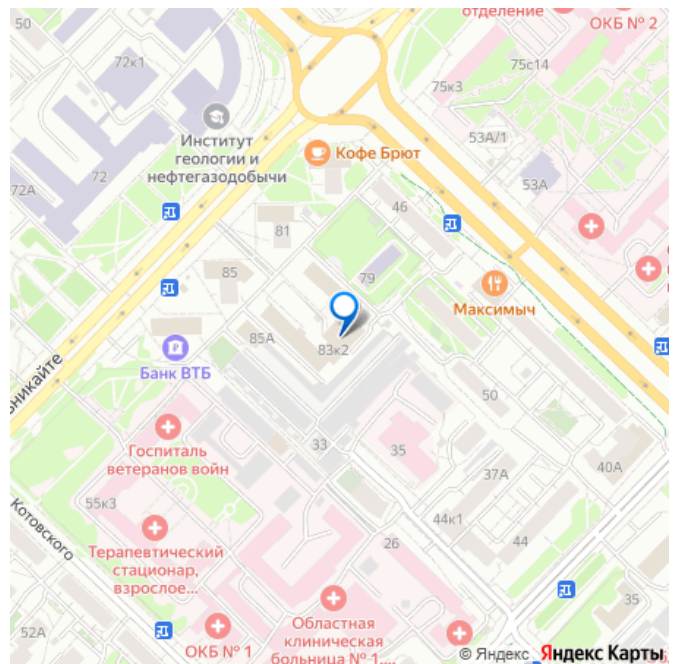 50
отделение
ОКБ № 2
72к1
75с14
75к3
Институт
геологии и
нефтегазодобычи
53А/1
Кофе Брют
72
72А
53А
46
81
79
85
Максимыч
85А
83к2
Банк ВТБ
ьникайте
50
33
35
Госпиталь
ветеранов войн
37А
40А
55к3
Котовского
44к1
44
26
Терапевтический
стационар,
взрослое...
35
52А
ОКБ № 1
Областная
клиническая
больница № 1,...
© Яндекс Яндекс Карты